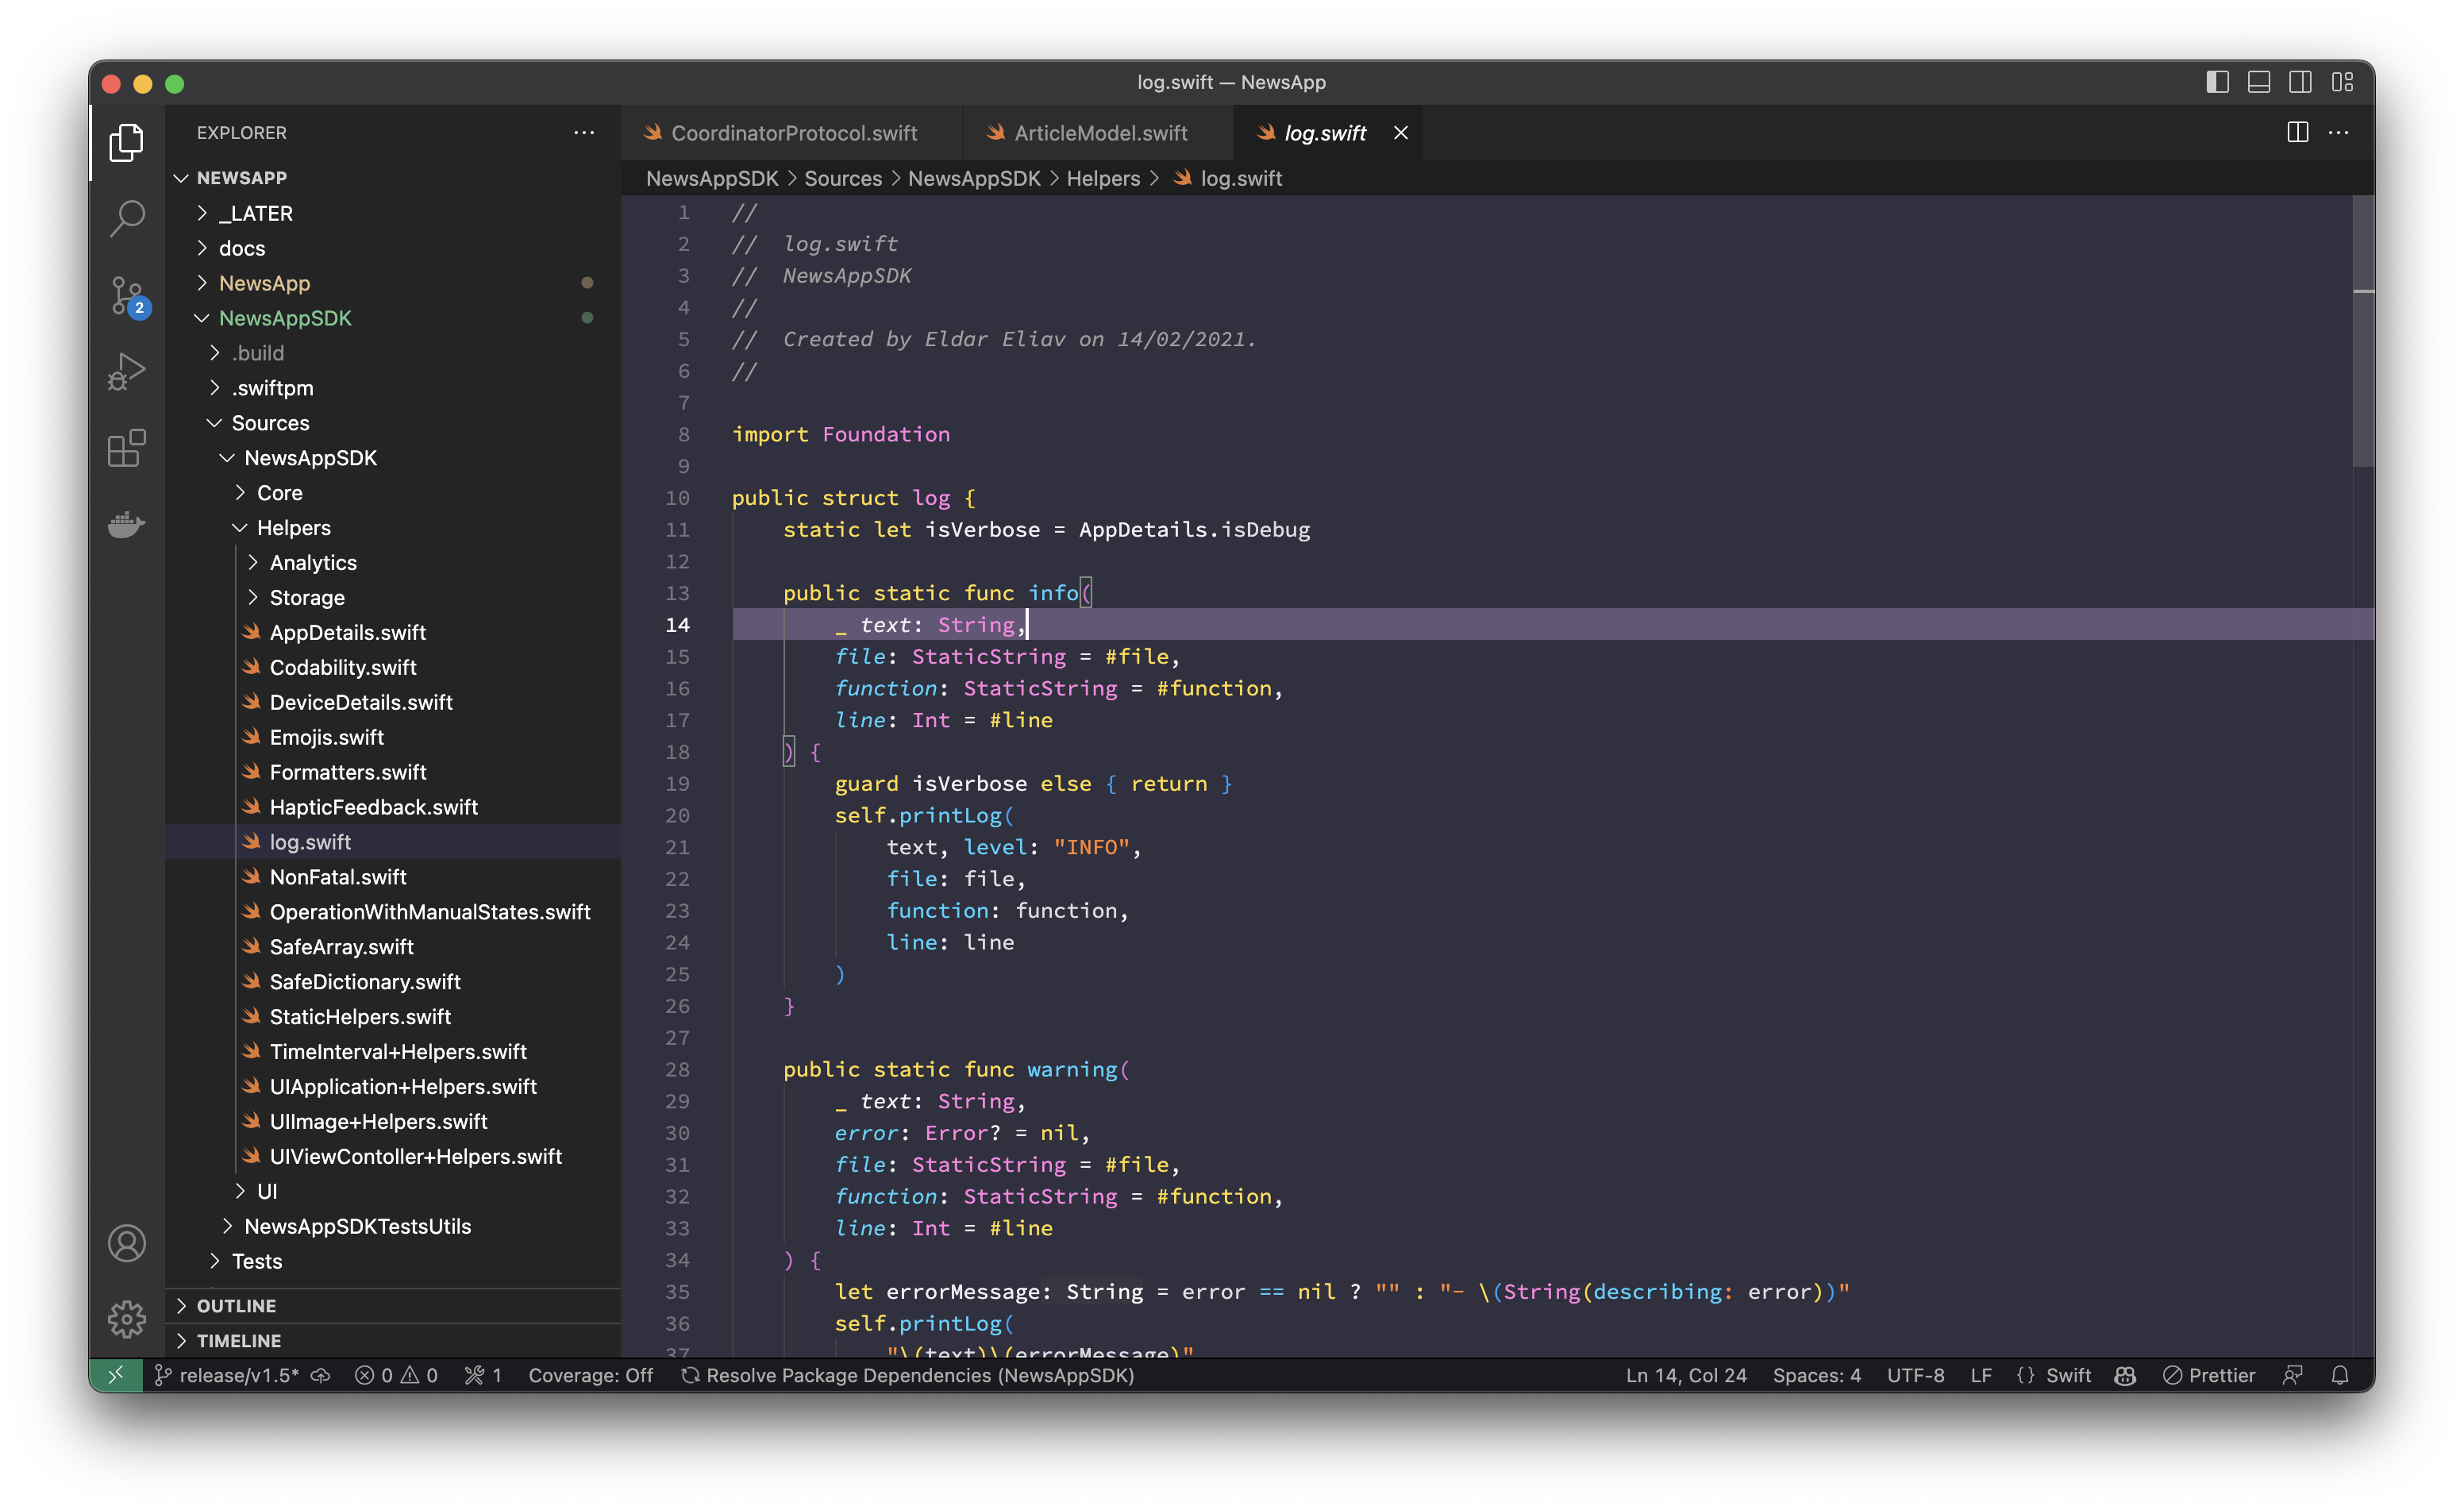 log.swift — NewsApp
EXPLORER
NEWSAPP
_LATER
docs
NewsApp
NewsAppSDK
.build
.swiftpm
Sources
NewsAppSDK
Core
Helpers
Analytics
Storage
AppDetails.swift
Codability.swift
DeviceDetails.swift
Emojis.swift
Formatters.swift
HapticFeedback.swift
log.swift
NonFatal.swift
OperationWithManualStates.swift
SafeArray.swift
SafeDictionary.swift
StaticHelpers.swift
TimeInterval+Helpers.swift
UIApplication+Helpers.swift
UIImage+Helpers.swift
UIViewContoller+Helpers.swift
UI
NewsAppSDKTestsUtils
Tests
OUTLINE
TIMELINE
2
CoordinatorProtocol.swift ArticleModel.swift log.swift
NewsAppSDK > Sources > NewsAppSDK > Helpers > log.swift
1 //
2 //  log.swift
3 //  NewsAppSDK
4 //
5 //  Created by Eldar Eliav on 14/02/2021.
6 //
7
8 import Foundation
9
10 public struct log {
11     static let isVerbose = AppDetails.isDebug
12
13     public static func info(
14         _ text: String,
15         file: StaticString = #file,
16         function: StaticString = #function,
17         line: Int = #line
18     ) {
19         guard isVerbose else { return }
20         self.printLog(
21             text, level: "INFO",
22             file: file,
23             function: function,
24             line: line
25         )
26     }
27
28     public static func warning(
29         _ text: String,
30         error: Error? = nil,
31         file: StaticString = #file,
32         function: StaticString = #function,
33         line: Int = #line
34     ) {
35         let errorMessage: String = error == nil ? "" : "- \(String(describing: error))"
36         self.printLog(
37             "\(text)\(errorMessage)"
release/v1.5* 0 0 1 Coverage: Off Resolve Package Dependencies (NewsAppSDK) Ln 14, Col 24 Spaces: 4 UTF-8 LF {} Swift Prettier